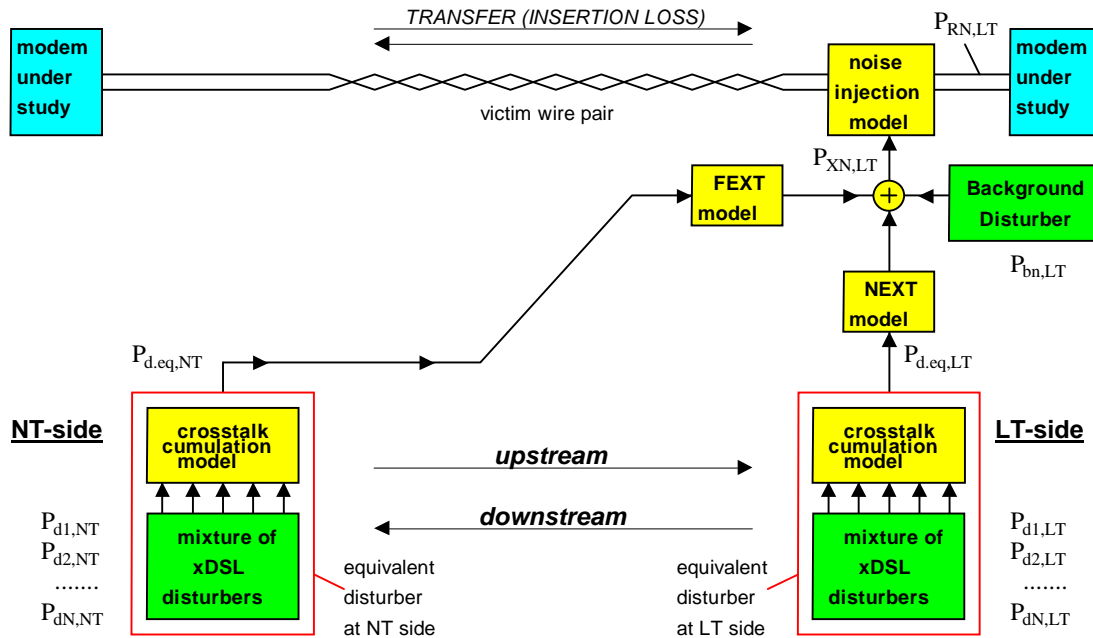 TRANSFER (INSERTION LOSS)
modem
under
study
victim wire pair
noise
injection
model
P_RN,LT
modem
under
study
P_XN,LT
FEXT
model
+
Background
Disturber
P_bn,LT
NEXT
model
P_d.eq,NT
P_d.eq,LT
NT-side
crosstalk
cumulation
model
upstream
crosstalk
cumulation
model
LT-side
downstream
P_d1,NT
P_d2,NT
.......
P_dN,NT
mixture of
xDSL
disturbers
equivalent
disturber
at NT side
equivalent
disturber
at LT side
mixture of
xDSL
disturbers
P_d1,LT
P_d2,LT
.......
P_dN,LT